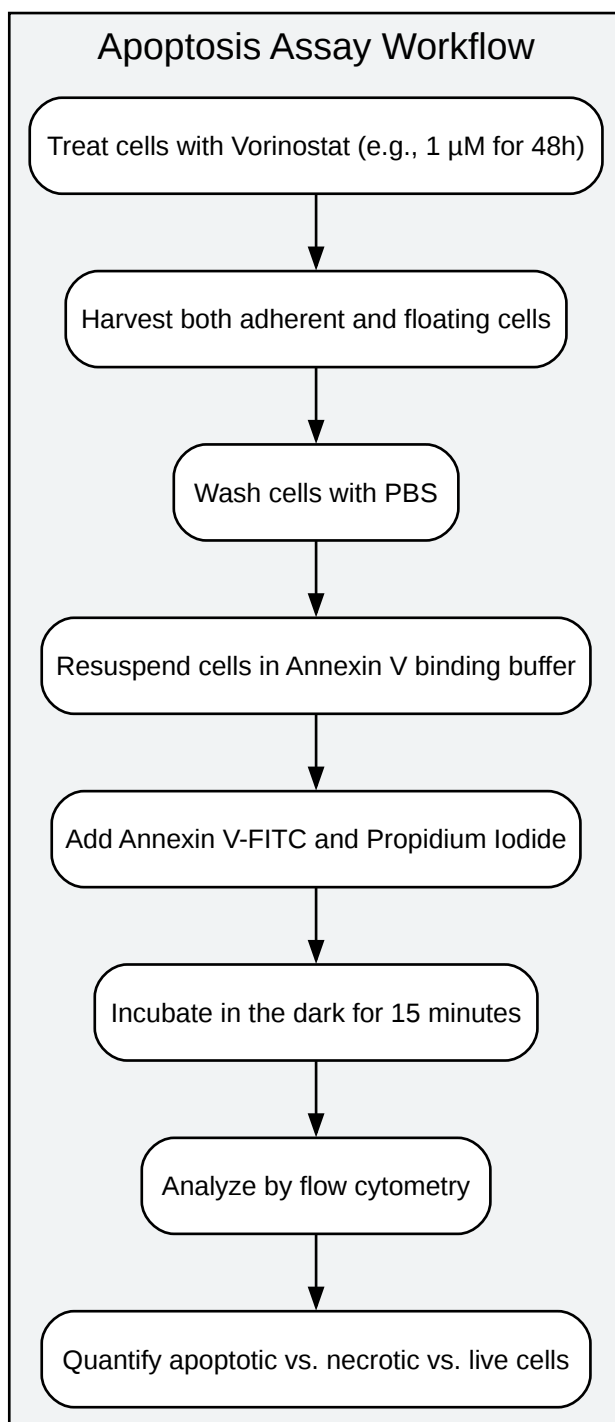 Apoptosis Assay Workflow
Treat cells with Vorinostat (e.g., 1 µM for 48h)
Harvest both adherent and floating cells
Wash cells with PBS
Resuspend cells in Annexin V binding buffer
Add Annexin V-FITC and Propidium Iodide
Incubate in the dark for 15 minutes
Analyze by flow cytometry
Quantify apoptotic vs. necrotic vs. live cells